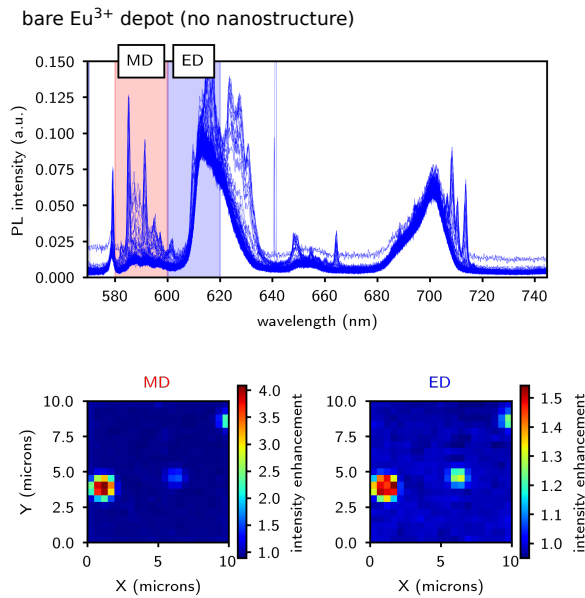 bare Eu³⁺ depot (no nanostructure)
MD ED
0.150
0.125
0.100
0.075
0.050
0.025
0.000
PL intensity (a.u.)
580 600 620 640 660 680 700 720 740
wavelength (nm)
MD
10.0
7.5
5.0
2.5
0.0
Y (microns)
0 5 10
X (microns)
4.0
3.5
3.0
2.5
2.0
1.5
1.0
intensity enhancement
ED
10.0
7.5
5.0
2.5
0.0
0 5 10
X (microns)
1.5
1.4
1.3
1.2
1.1
1.0
intensity enhancement